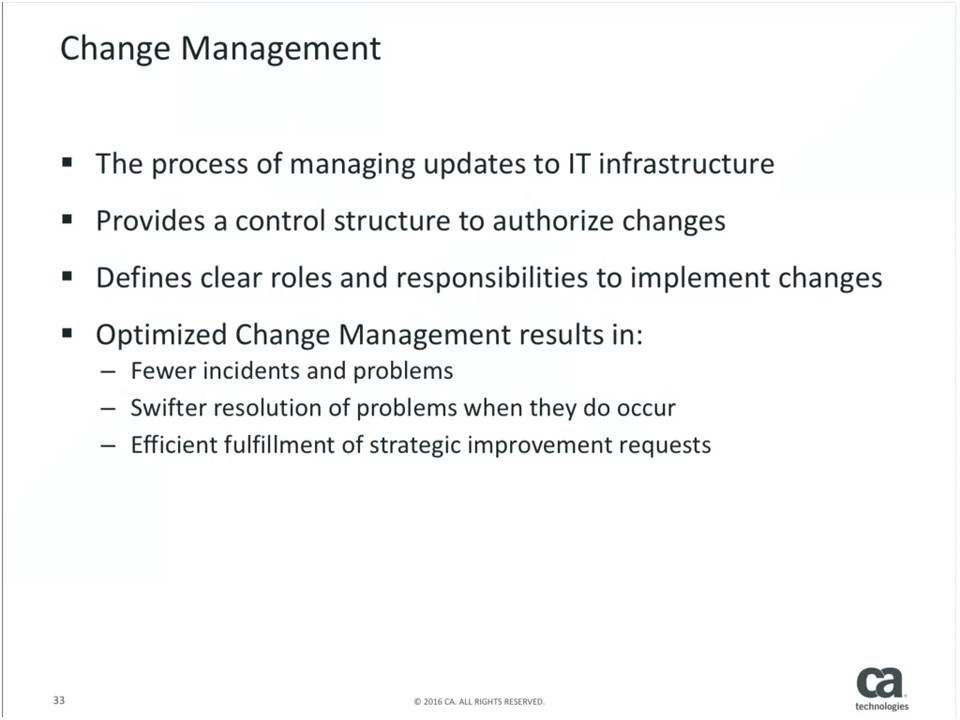 Change Management
▪ The process of managing updates to IT infrastructure
▪ Provides a control structure to authorize changes
▪ Defines clear roles and responsibilities to implement changes
▪ Optimized Change Management results in:
– Fewer incidents and problems
– Swifter resolution of problems when they do occur
– Efficient fulfillment of strategic improvement requests
33
© 2016 CA. ALL RIGHTS RESERVED.
ca
technologies